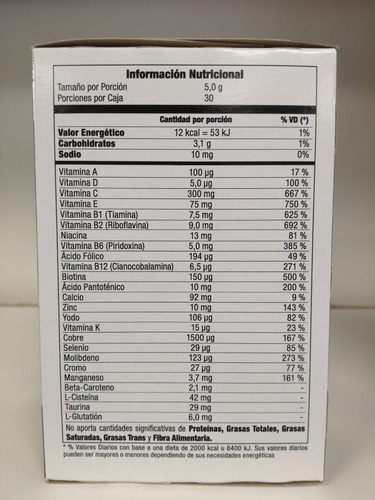 Información Nutricional
Tamaño por Porción 5,0 g
Porciones por Caja 30
Cantidad por porción % VD (*)
Valor Energético 12 kcal = 53 kJ 1%
Carbohidratos 3,1 g 1%
Sodio 10 mg 0%
Vitamina A 100 µg 17 %
Vitamina D 5,0 µg 100 %
Vitamina C 300 mg 667 %
Vitamina E 75 mg 750 %
Vitamina B1 (Tiamina) 7,5 mg 625 %
Vitamina B2 (Riboflavina) 9,0 mg 692 %
Niacina 13 mg 81 %
Vitamina B6 (Piridoxina) 5,0 mg 385 %
Ácido Fólico 194 µg 49 %
Vitamina B12 (Cianocobalamina) 6,5 µg 271 %
Biotina 150 µg 500 %
Ácido Pantoténico 10 mg 200 %
Calcio 92 mg 9 %
Zinc 10 mg 143 %
Yodo 106 µg 82 %
Vitamina K 15 µg 23 %
Cobre 1500 µg 167 %
Selenio 29 µg 85 %
Molibdeno 123 µg 273 %
Cromo 27 µg 77 %
Manganeso 3,7 mg 161 %
Beta-Caroteno 2,1 mg -
L-Cisteína 42 mg -
Taurina 29 mg -
L-Glutatión 6,0 mg -
No aporta cantidades significativas de Proteínas, Grasas Totales, Grasas
Saturadas, Grasas Trans y Fibra Alimentaria.
* % Valores Diarios con base a una dieta de 2000 kcal u 8400 kJ. Sus valores diarios
pueden ser mayores o menores dependiendo de sus necesidades energéticas